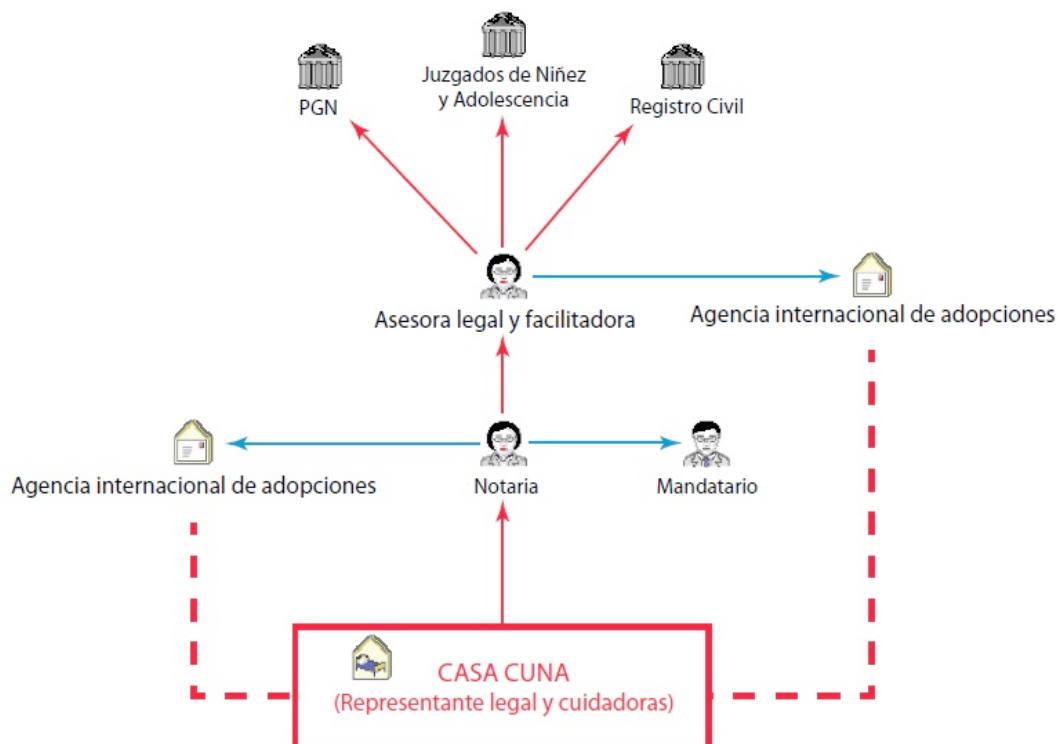 PGN
Juzgados de Niñez
y Adolescencia
Registro Civil
Asesora legal y facilitadora
Agencia internacional de adopciones
Agencia internacional de adopciones
Notaria
Mandatario
CASA CUNA
(Representante legal y cuidadoras)